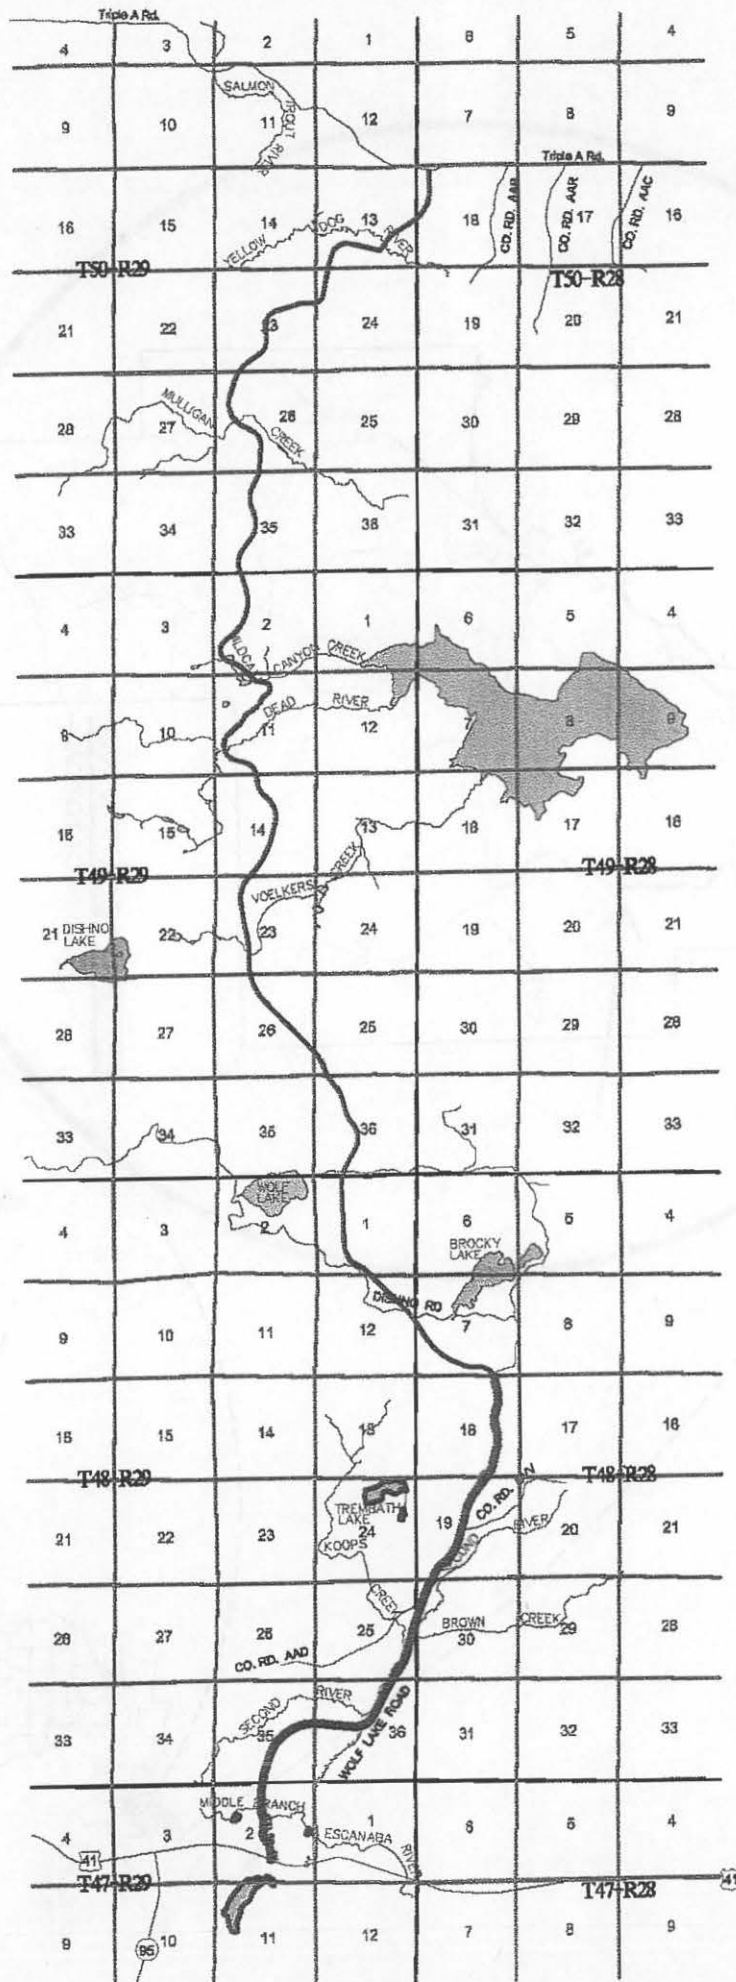 Triple A Rd.
4 3 2 1 6 5 4
SALMON
TROUT
RIVER
9 10 11 12 7 8 9
Triple A Rd.
16 15 14 13 18 17 16
CO. RD. AAR
CO. RD. AAC
YELLOW DOG RIVER
T50-R29 T50-R28
21 22 23 24 19 20 21
MULLIGAN
CREEK
28 27 26 25 30 29 28
33 34 35 36 31 32 33
4 3 2 1 6 5 4
WILDCAT
CANYON CREEK
DEAD RIVER
9 10 11 12 7 8 9
16 15 14 13 18 17 16
T49-R29 T49-R28
VOELKERS CREEK
21 DISHNO
LAKE
22 23 24 19 20 21
28 27 26 25 30 29 28
33 34 35 36 31 32 33
WOLF
LAKE
4 3 2 1 6 5 4
BROCKY
LAKE
DISHNO RD
9 10 11 12 7 8 9
15 15 14 13 18 17 16
T48-R29 T48-R28
TREMBATH
LAKE
CO. RD.
RIVER
21 22 23 24 19 20 21
KOOPS
CREEK
BROWN CREEK
28 27 26 25 30 29 28
CO. RD. AAD
SECOND RIVER
33 34 35 36 31 32 33
WOLF LAKE ROAD
MIDDLE BRANCH
ESCANABA
RIVER
4 3 2 1 6 5 4
41
T47-R29 T47-R28
41
9 10 11 12 7 8 9
95